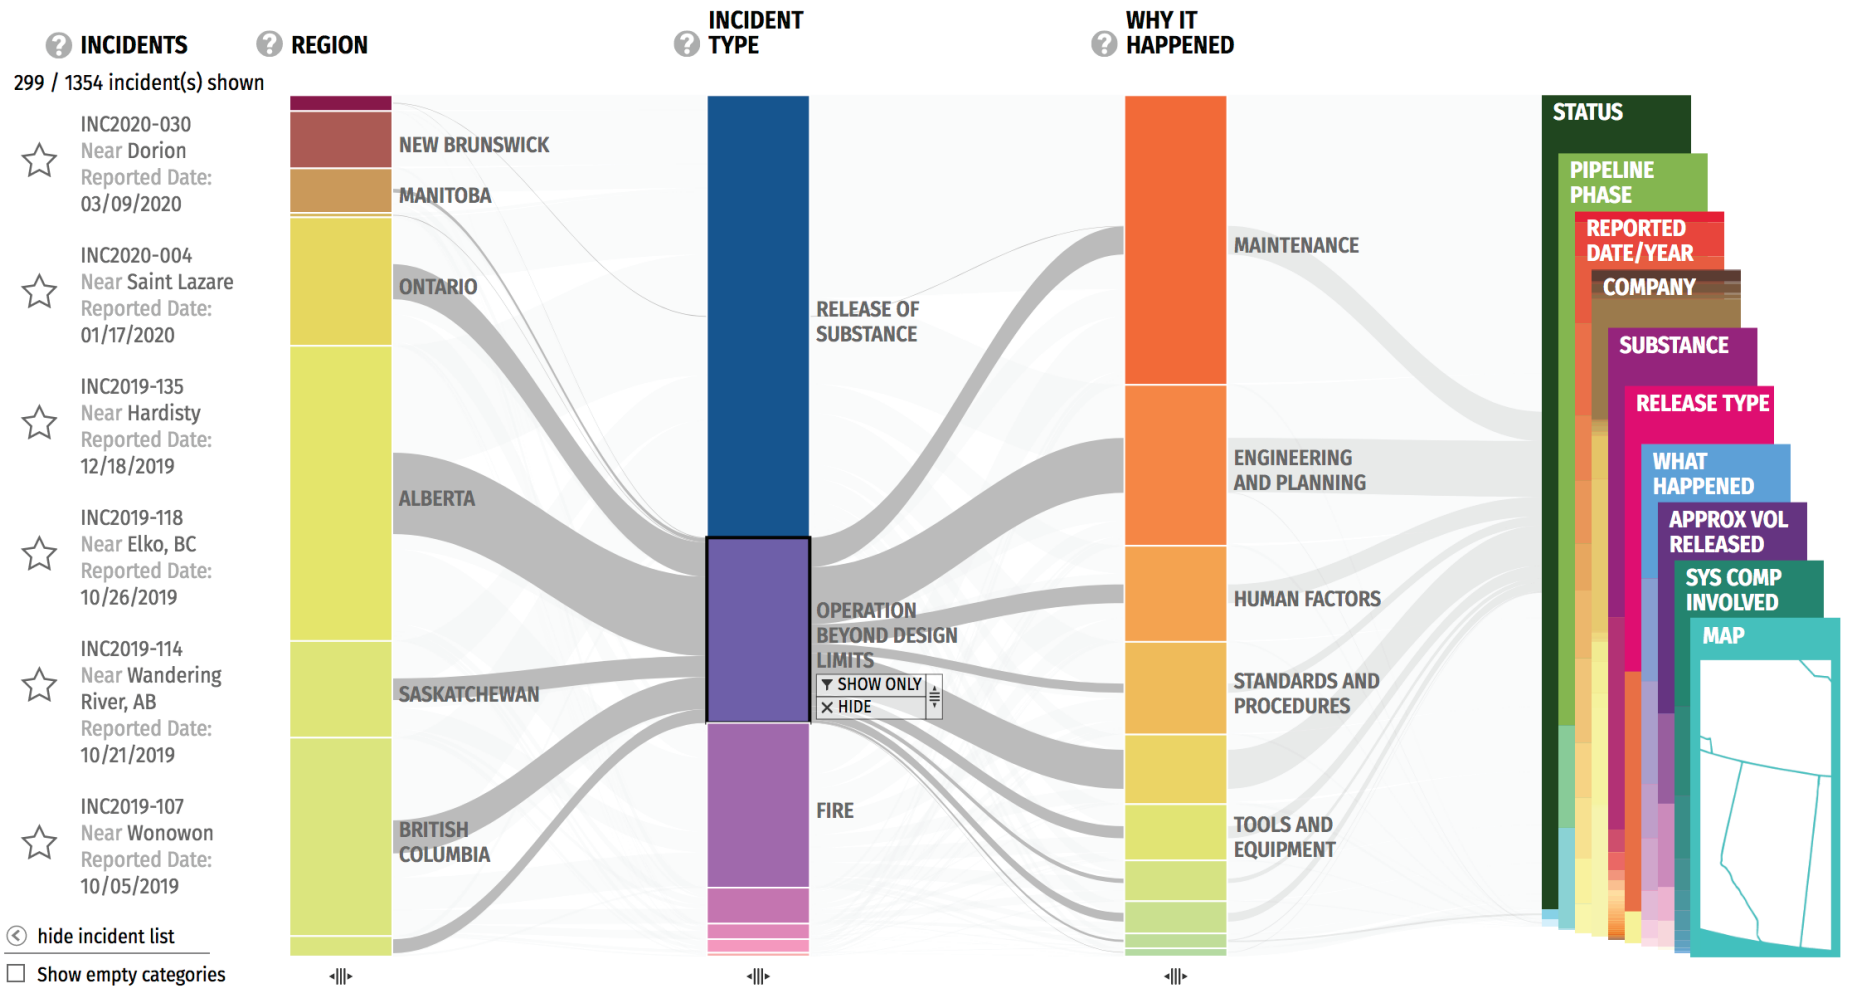 INCIDENTS
299 / 1354 incident(s) shown
INC2020-030
Near Dorion
Reported Date:
03/09/2020
INC2020-004
Near Saint Lazare
Reported Date:
01/17/2020
INC2019-135
Near Hardisty
Reported Date:
12/18/2019
INC2019-118
Near Elko, BC
Reported Date:
10/26/2019
INC2019-114
Near Wandering
River, AB
Reported Date:
10/21/2019
INC2019-107
Near Wonowon
Reported Date:
10/05/2019
hide incident list
Show empty categories
REGION
NEW BRUNSWICK
MANITOBA
ONTARIO
ALBERTA
SASKATCHEWAN
BRITISH
COLUMBIA
INCIDENT
TYPE
RELEASE OF
SUBSTANCE
OPERATION
BEYOND DESIGN
LIMITS
SHOW ONLY
HIDE
FIRE
WHY IT
HAPPENED
MAINTENANCE
ENGINEERING
AND PLANNING
HUMAN FACTORS
STANDARDS AND
PROCEDURES
TOOLS AND
EQUIPMENT
STATUS
PIPELINE
PHASE
REPORTED
DATE/YEAR
COMPANY
SUBSTANCE
RELEASE TYPE
WHAT
HAPPENED
APPROX VOL
RELEASED
SYS COMP
INVOLVED
MAP